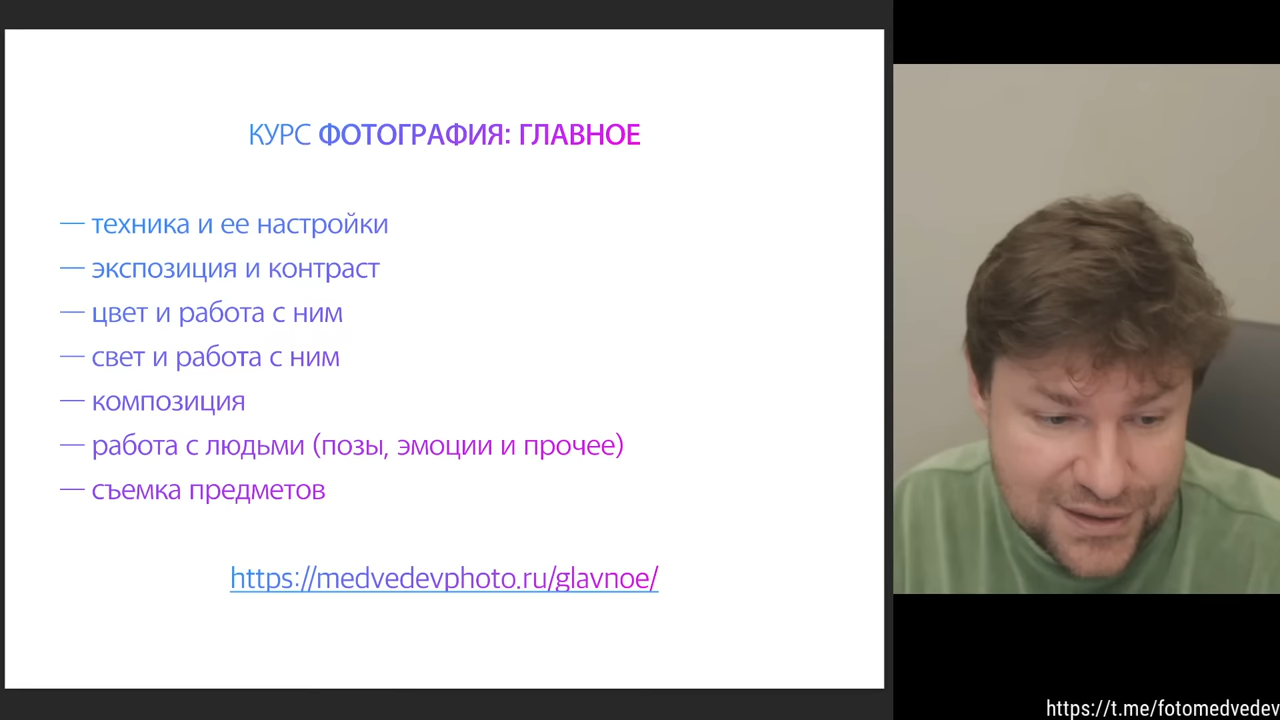 КУРС ФОТОГРАФИЯ: ГЛАВНОЕ
— техника и ее настройки
— экспозиция и контраст
— цвет и работа с ним
— свет и работа с ним
— композиция
— работа с людьми (позы, эмоции и прочее)
— съемка предметов
https://medvedevphoto.ru/glavnoe/
https://t.me/fotomedvedev